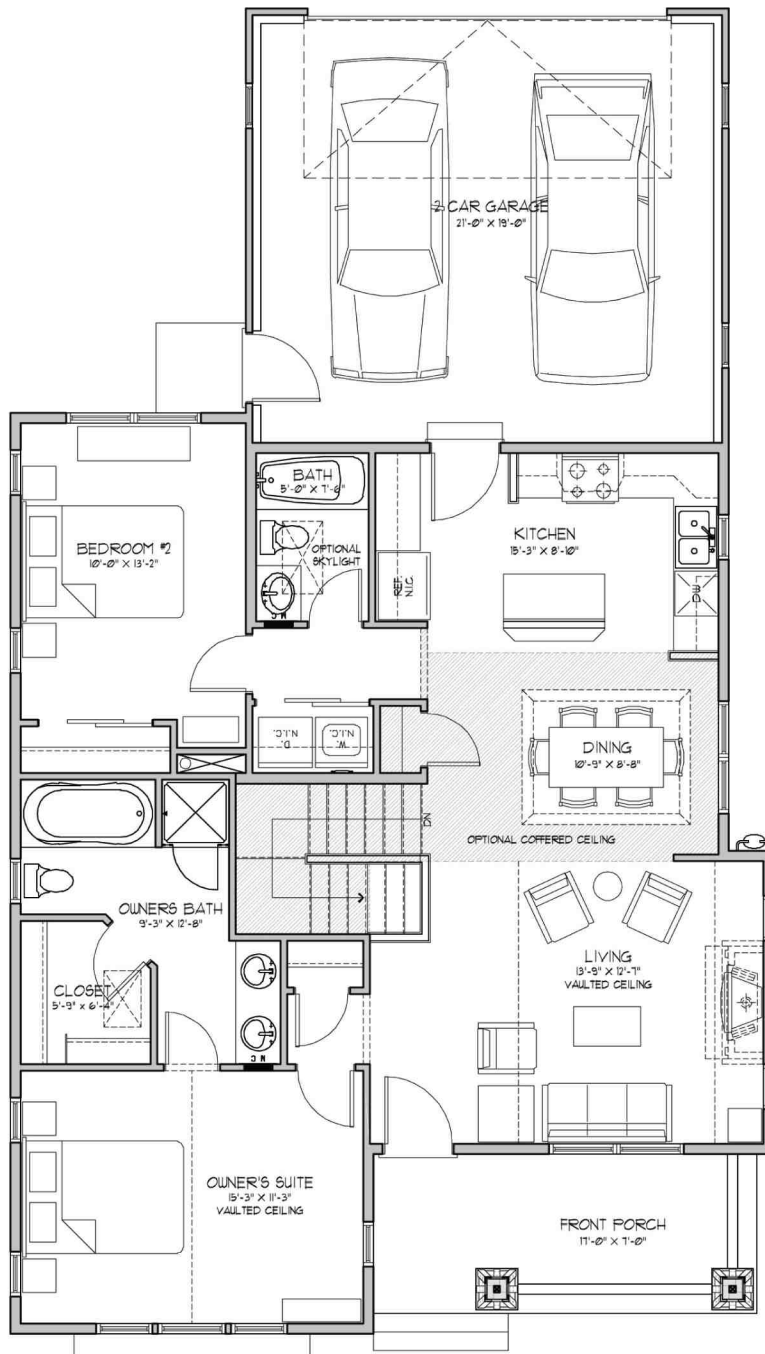 2 CAR GARAGE
21'-0" X 19'-0"
BATH
5'-0" X 7'-6"
OPTIONAL
SKYLIGHT
M.C.
BEDROOM #2
10'-0" X 13'-2"
KITCHEN
15'-3" X 8'-10"
REF.
N.I.C.
DW
D.
N.I.C.
W.
N.I.C.
DINING
10'-9" X 8'-8"
DN
OPTIONAL COFFERED CEILING
OWNERS BATH
9'-3" X 12'-8"
LIVING
13'-9" X 12'-7"
VAULTED CEILING
CLOSET
5'-9" X 6'-4"
M.C.
OWNER'S SUITE
15'-3" X 11'-3"
VAULTED CEILING
FRONT PORCH
17'-0" X 7'-0"